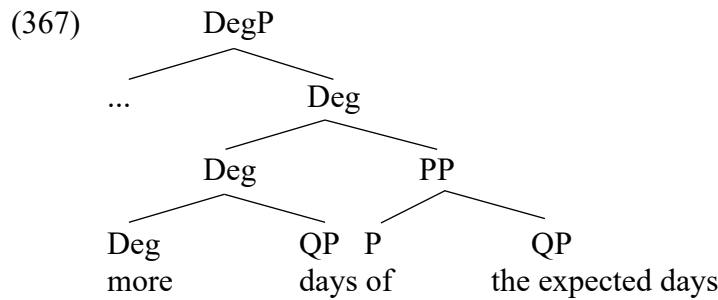 (367) DegP
... Deg
Deg PP
Deg QP P QP
more days of the expected days